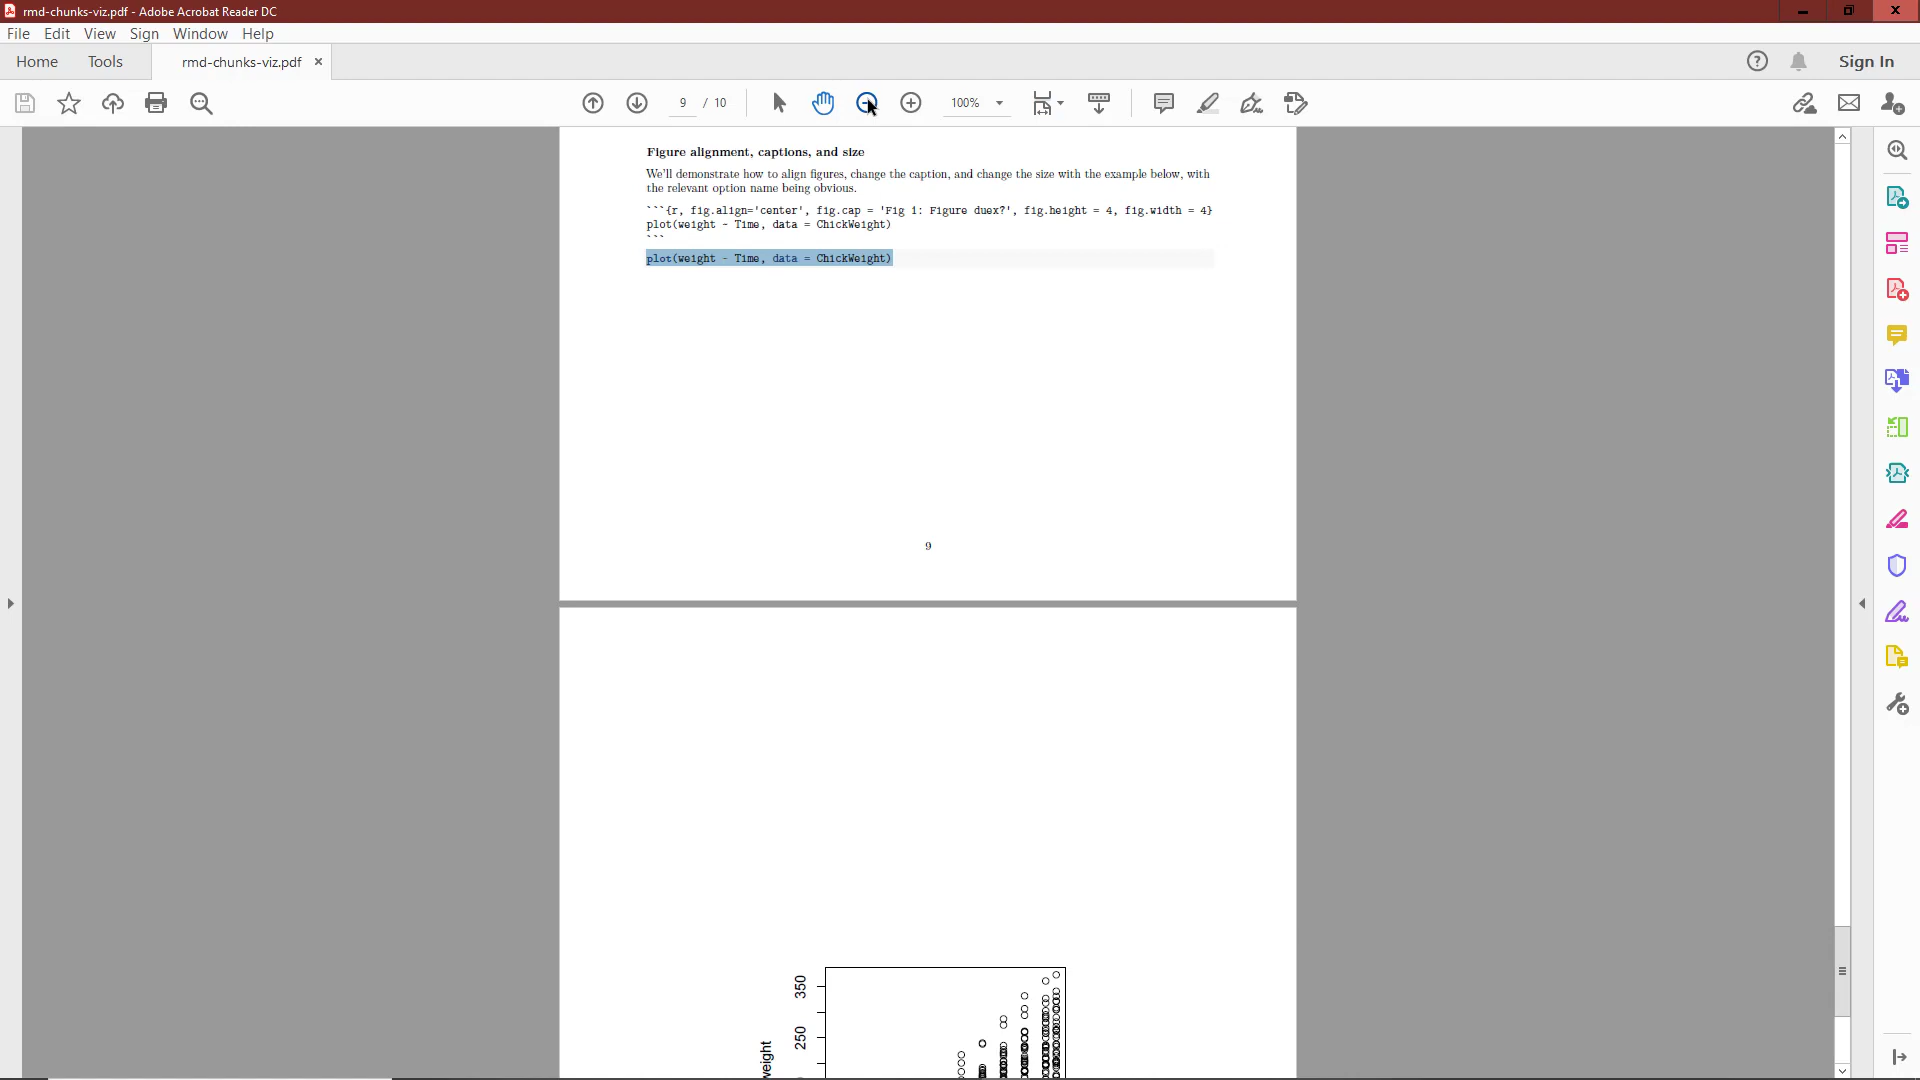 rmd-chunks-viz.pdf - Adobe Acrobat Reader DC
File Edit View Sign Window Help
Home Tools rmd-chunks-viz.pdf × Sign In
9 / 10 100%
Figure alignment, captions, and size
We'll demonstrate how to align figures, change the caption, and change the size with the example below, with
the relevant option name being obvious.
```{r, fig.align='center', fig.cap = 'Fig 1: Figure duex?', fig.height = 4, fig.width = 4}
plot(weight ~ Time, data = ChickWeight)
```
plot(weight ~ Time, data = ChickWeight)
9
350
250
weight